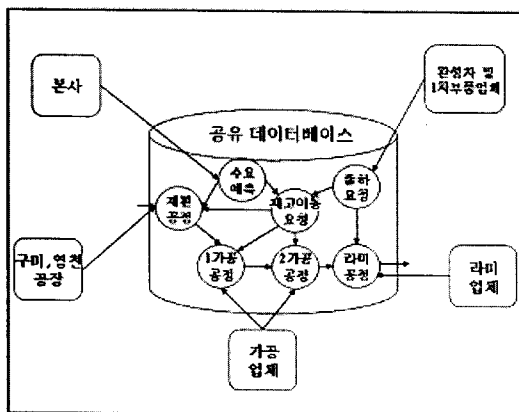 본사
완성차 및
1차부품업체
공유 데이터베이스
수요
예측
출하
요청
재고이동
요청
공정
구미, 영천
공장
1가공
공정
2가공
공정
라미
공정
라미
업체
가공
업체